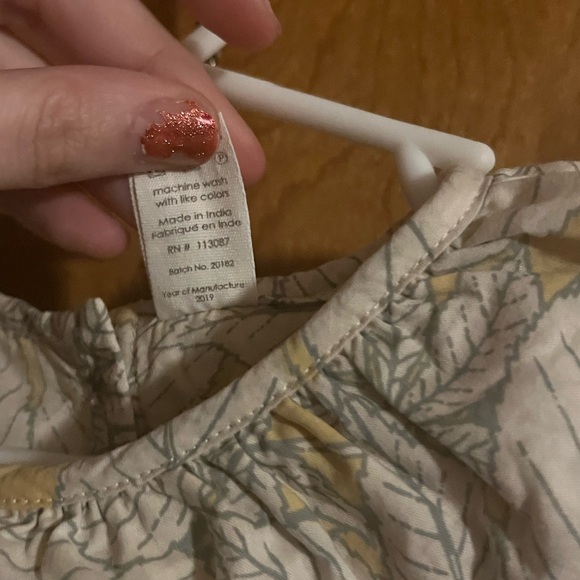 machine wash
with like colors
Made in India
Fabriqué en Inde
RN # 113087
Batch No. 20182
Year of Manufacture
2019